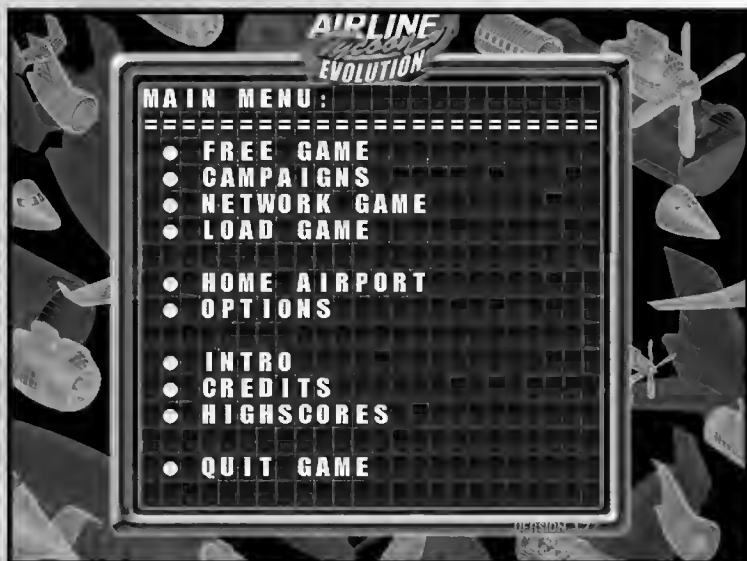 AIRLINE
Tycoon
EVOLUTION
MAIN MENU:
========================
FREE GAME
CAMPAIGNS
NETWORK GAME
LOAD GAME
HOME AIRPORT
OPTIONS
INTRO
CREDITS
HIGHSCORES
QUIT GAME